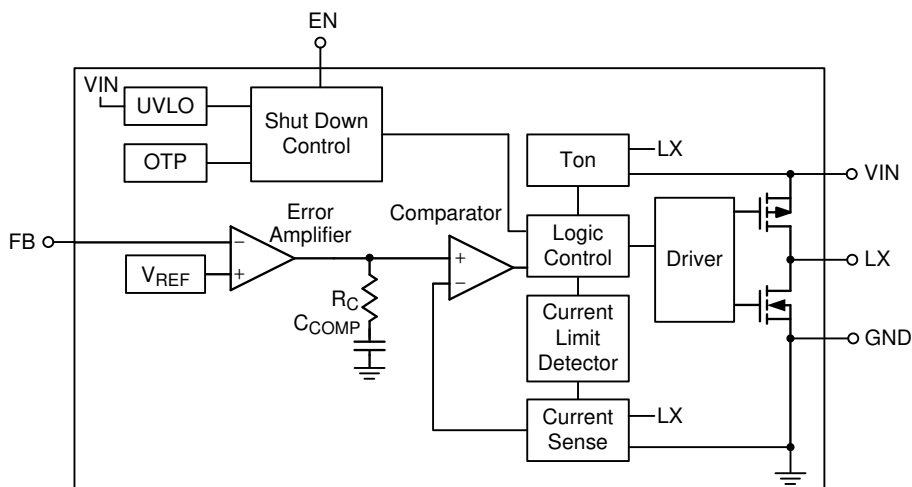 EN
VIN
UVLO
OTP
Shut Down
Control
Ton
LX
VIN
Error
Amplifier
Comparator
FB
−
+
VREF
+
−
Logic
Control
Driver
LX
RC
CCOMP
Current
Limit
Detector
GND
Current
Sense
LX